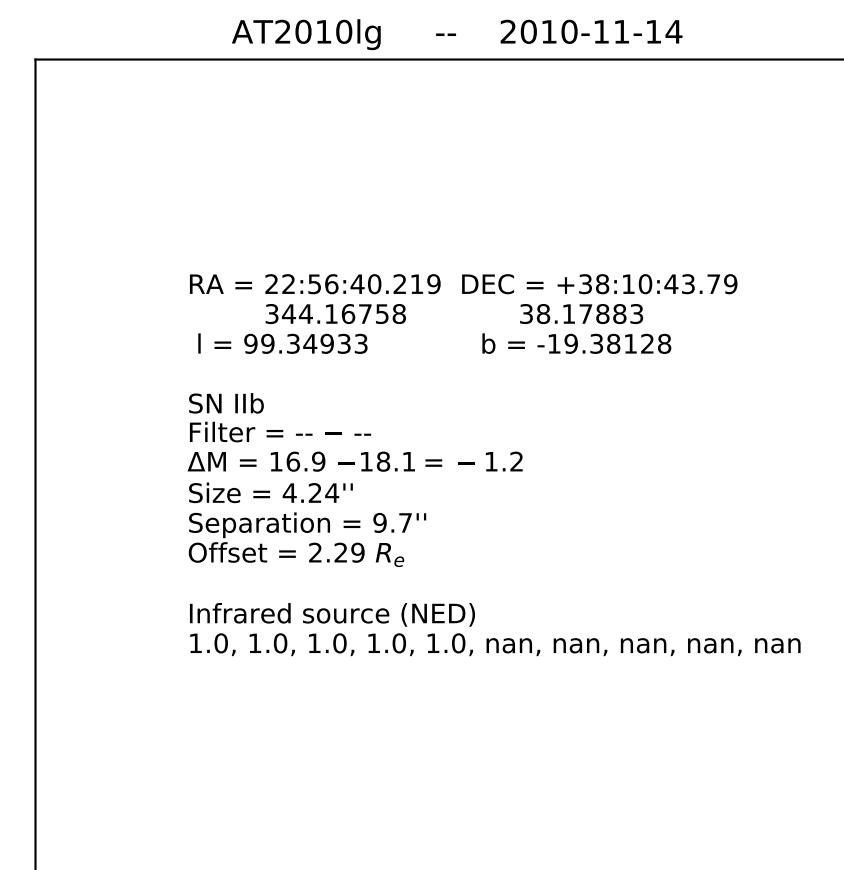 AT2010lg -- 2010-11-14
RA = 22:56:40.219 DEC = +38:10:43.79
344.16758 38.17883
l = 99.34933 b = -19.38128
SN IIb
Filter = -- − --
ΔM = 16.9 −18.1 = − 1.2
Size = 4.24''
Separation = 9.7''
Offset = 2.29 Rₑ
Infrared source (NED)
1.0, 1.0, 1.0, 1.0, 1.0, nan, nan, nan, nan, nan